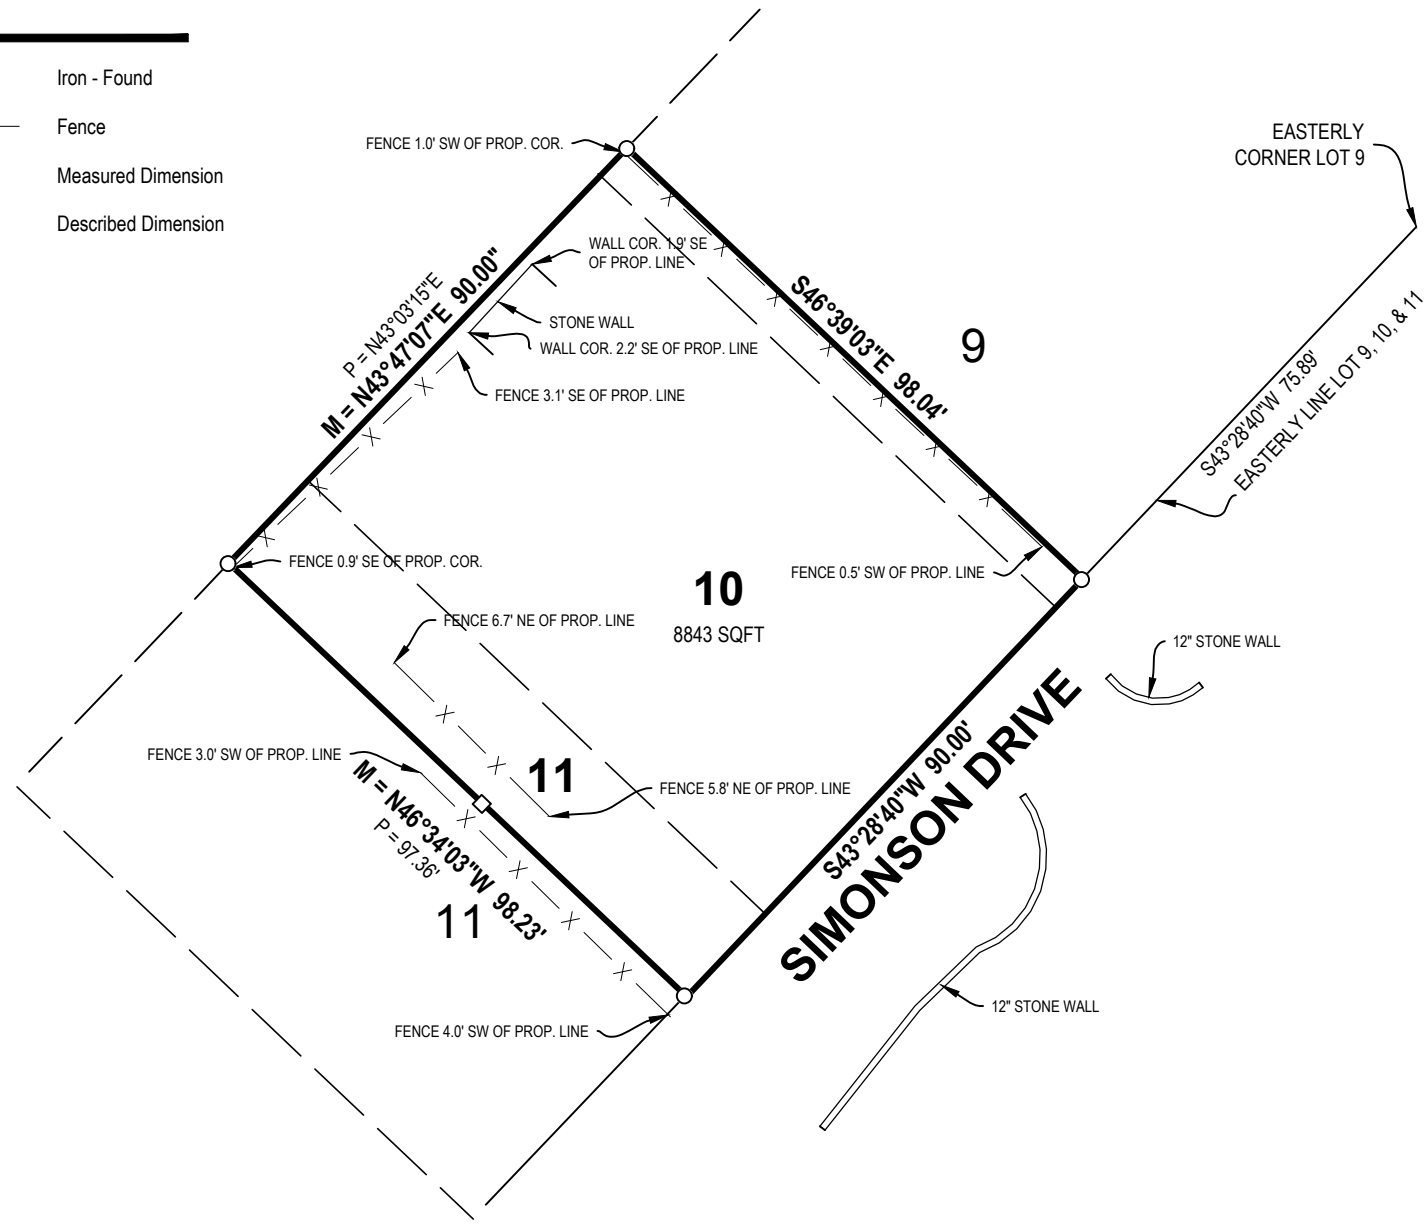 Iron - Found
Fence
Measured Dimension
Described Dimension
FENCE 1.0' SW OF PROP. COR.
EASTERLY
CORNER LOT 9
WALL COR. 1.9' SE
OF PROP. LINE
P = N43°03'15"E
M = N43°47'07"E 90.00"
STONE WALL
WALL COR. 2.2' SE OF PROP. LINE
FENCE 3.1' SE OF PROP. LINE
S46°39'03"E 98.04'
9
S43°28'40"W 75.89'
EASTERLY LINE LOT 9, 10, & 11
FENCE 0.9' SE OF PROP. COR.
FENCE 0.5' SW OF PROP. LINE
10
8843 SQFT
FENCE 6.7' NE OF PROP. LINE
12" STONE WALL
FENCE 3.0' SW OF PROP. LINE
11
FENCE 5.8' NE OF PROP. LINE
S43°28'40"W 90.00'
SIMONSON DRIVE
M = N46°34'03"W 98.23'
P = 97.36'
11
12" STONE WALL
FENCE 4.0' SW OF PROP. LINE